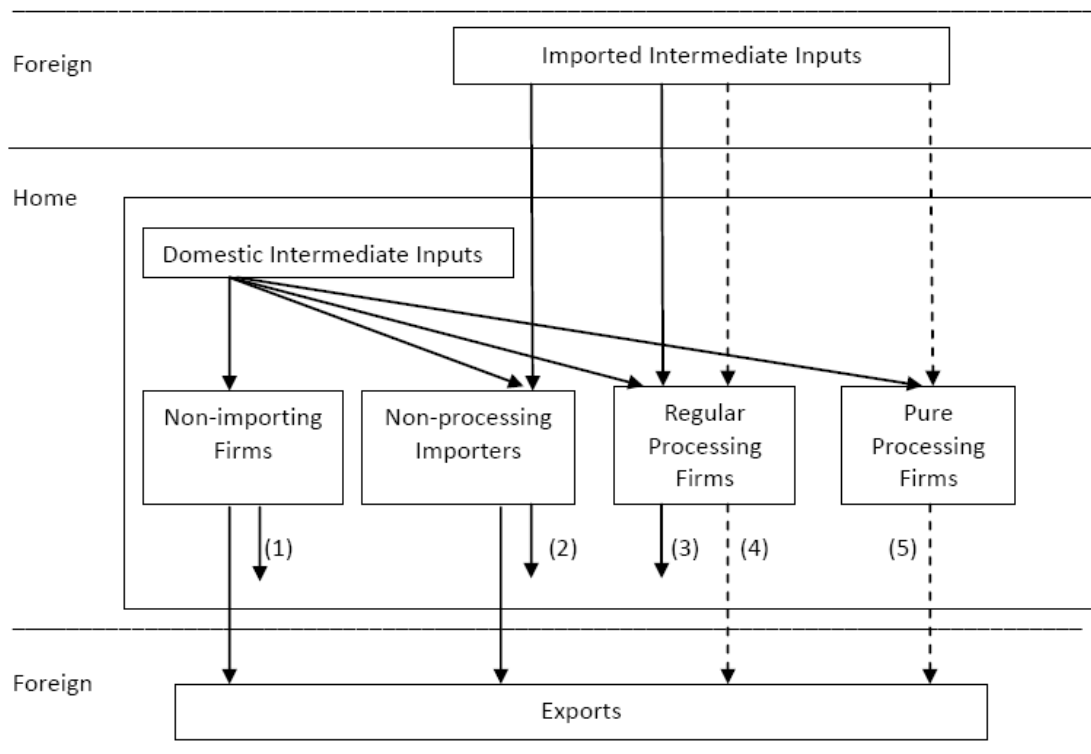 Foreign
Imported Intermediate Inputs
Home
Domestic Intermediate Inputs
Non-importing
Firms
Non-processing
Importers
Regular
Processing
Firms
Pure
Processing
Firms
(1)
(2)
(3)
(4)
(5)
Foreign
Exports